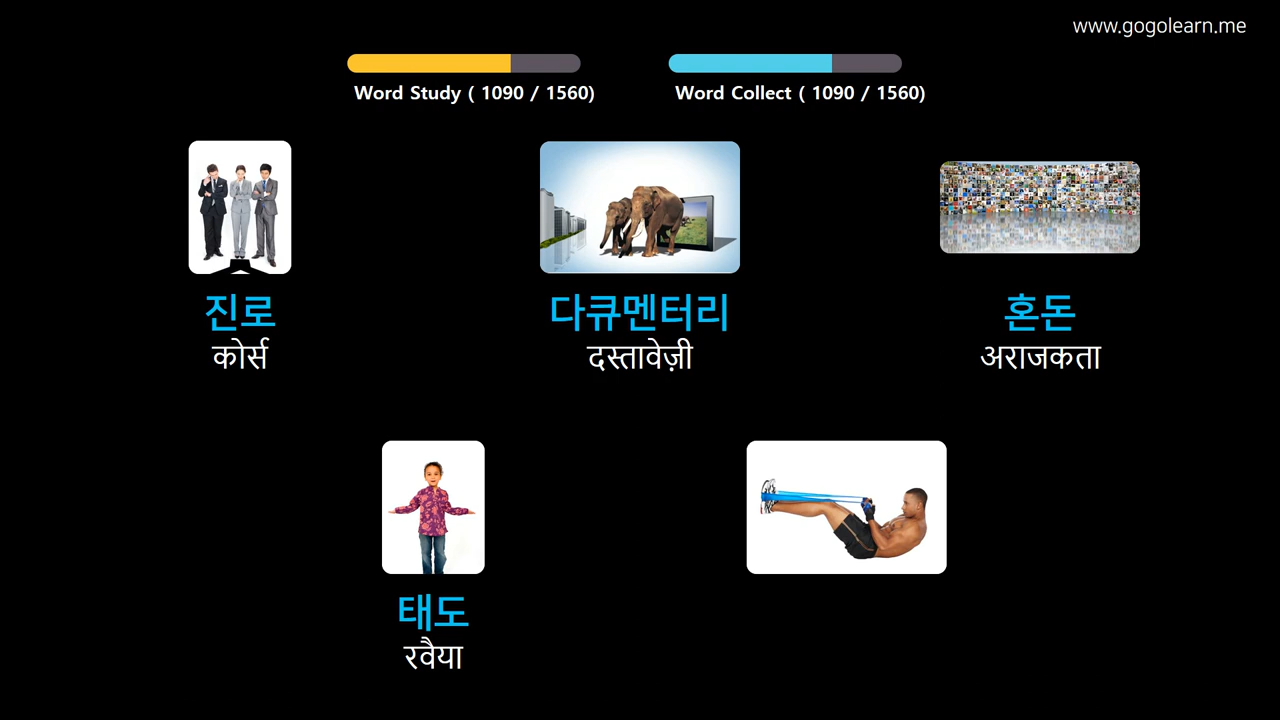 www.gogolearn.me
Word Study ( 1090 / 1560)
Word Collect ( 1090 / 1560)
진로
कोर्स
다큐멘터리
दस्तावेज़ी
혼돈
अराजकता
태도
रवैया